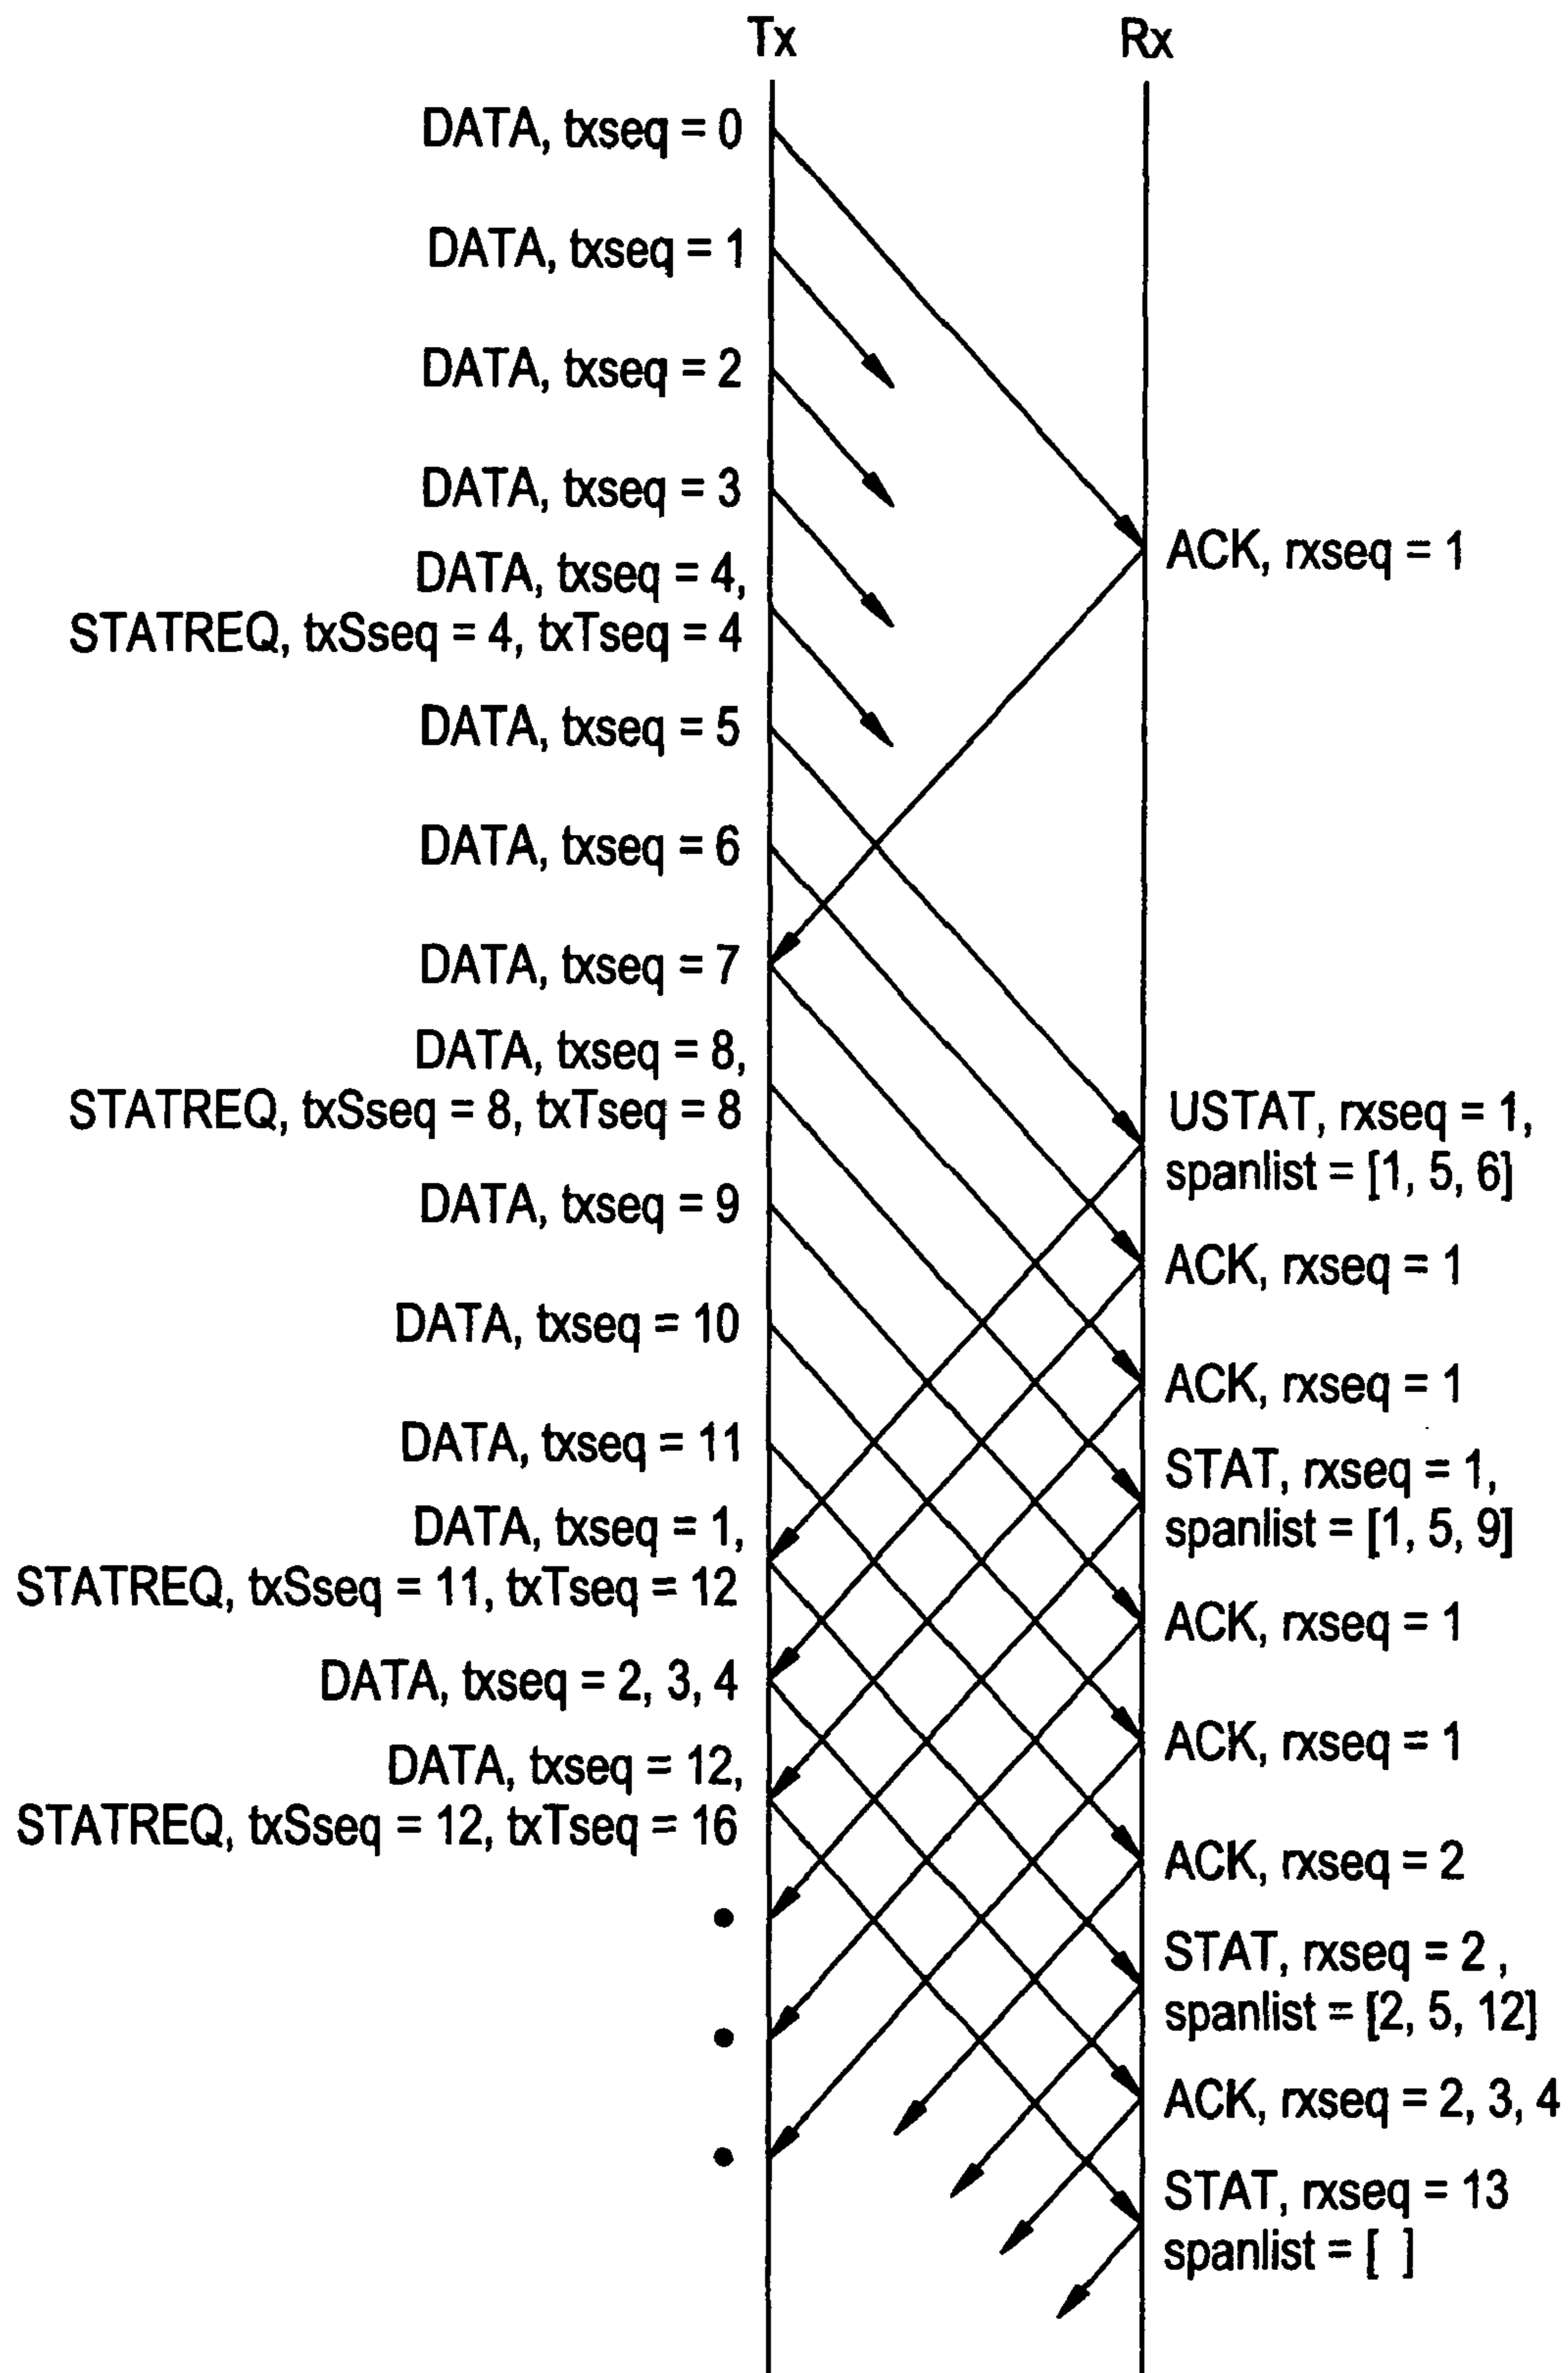 Tx
Rx
DATA, txseq = 0
DATA, txseq = 1
DATA, txseq = 2
DATA, txseq = 3
ACK, rxseq = 1
DATA, txseq = 4,
STATREQ, txSseq = 4, txTseq = 4
DATA, txseq = 5
DATA, txseq = 6
DATA, txseq = 7
DATA, txseq = 8,
STATREQ, txSseq = 8, txTseq = 8
USTAT, rxseq = 1,
spanlist = [1, 5, 6]
DATA, txseq = 9
ACK, rxseq = 1
DATA, txseq = 10
ACK, rxseq = 1
DATA, txseq = 11
STAT, rxseq = 1,
spanlist = [1, 5, 9]
DATA, txseq = 1,
STATREQ, txSseq = 11, txTseq = 12
ACK, rxseq = 1
DATA, txseq = 2, 3, 4
ACK, rxseq = 1
DATA, txseq = 12,
STATREQ, txSseq = 12, txTseq = 16
ACK, rxseq = 2
STAT, rxseq = 2 ,
spanlist = [2, 5, 12]
ACK, rxseq = 2, 3, 4
STAT, rxseq = 13
spanlist = [ ]